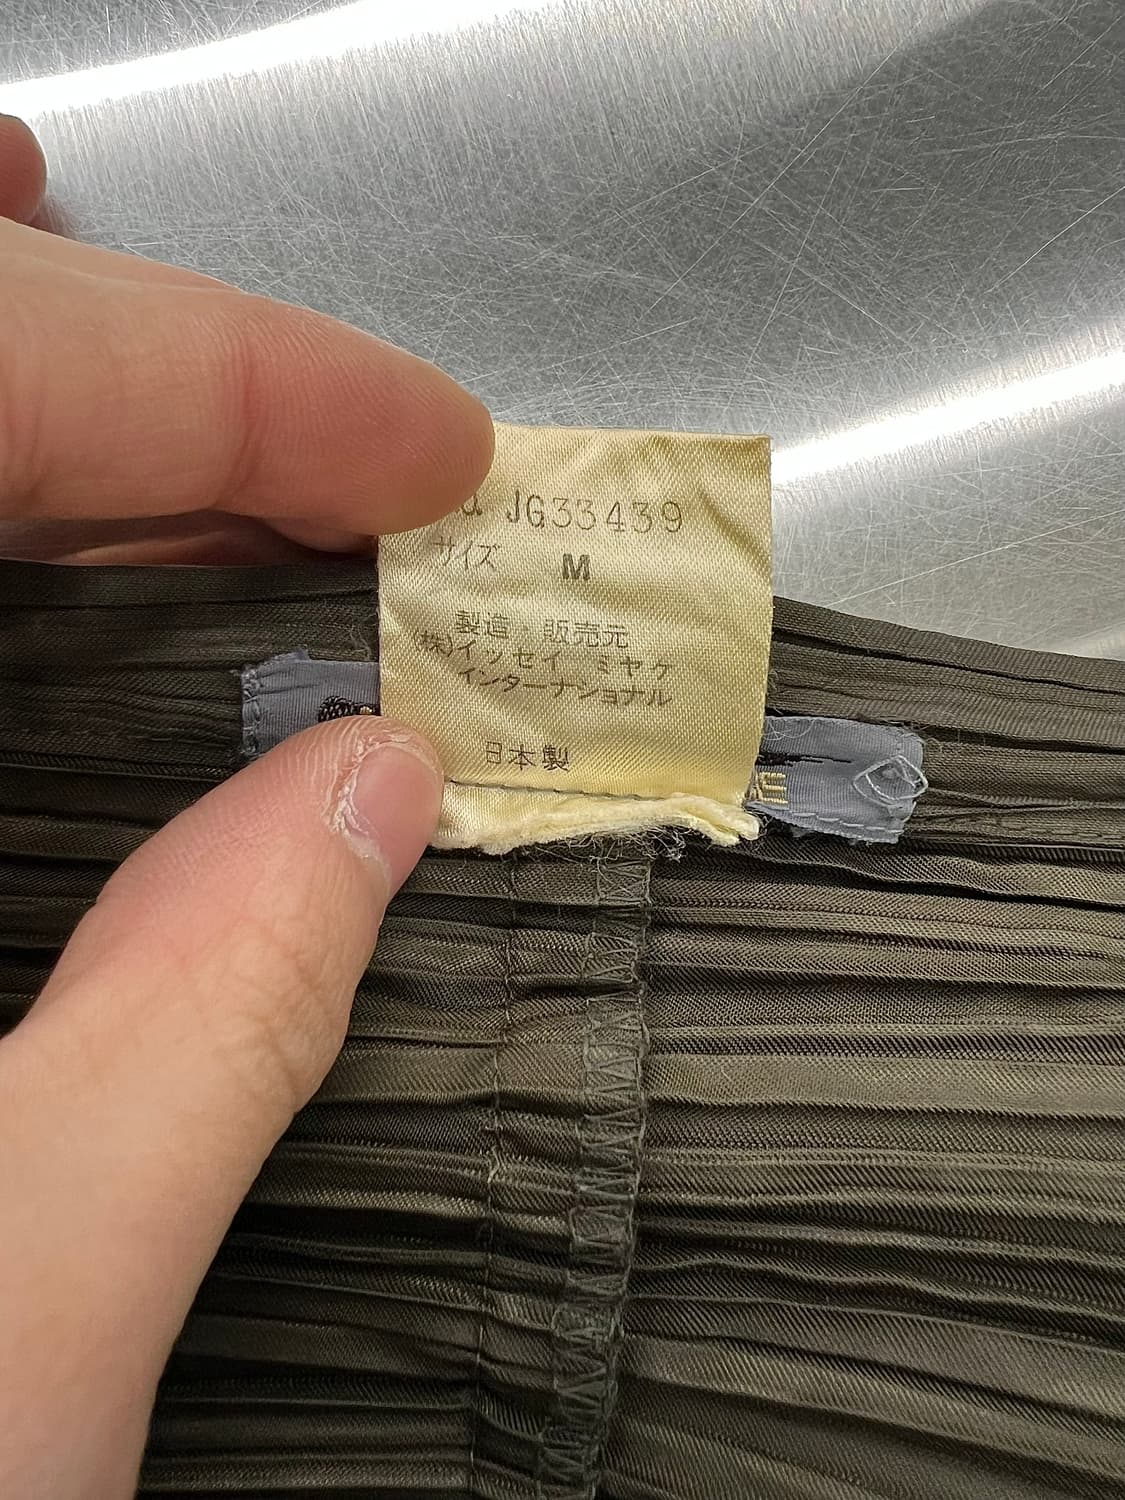 JG33439
サイズ M
製造・販売元
(株)イッセイ ミヤケ
インターナショナル
日本製